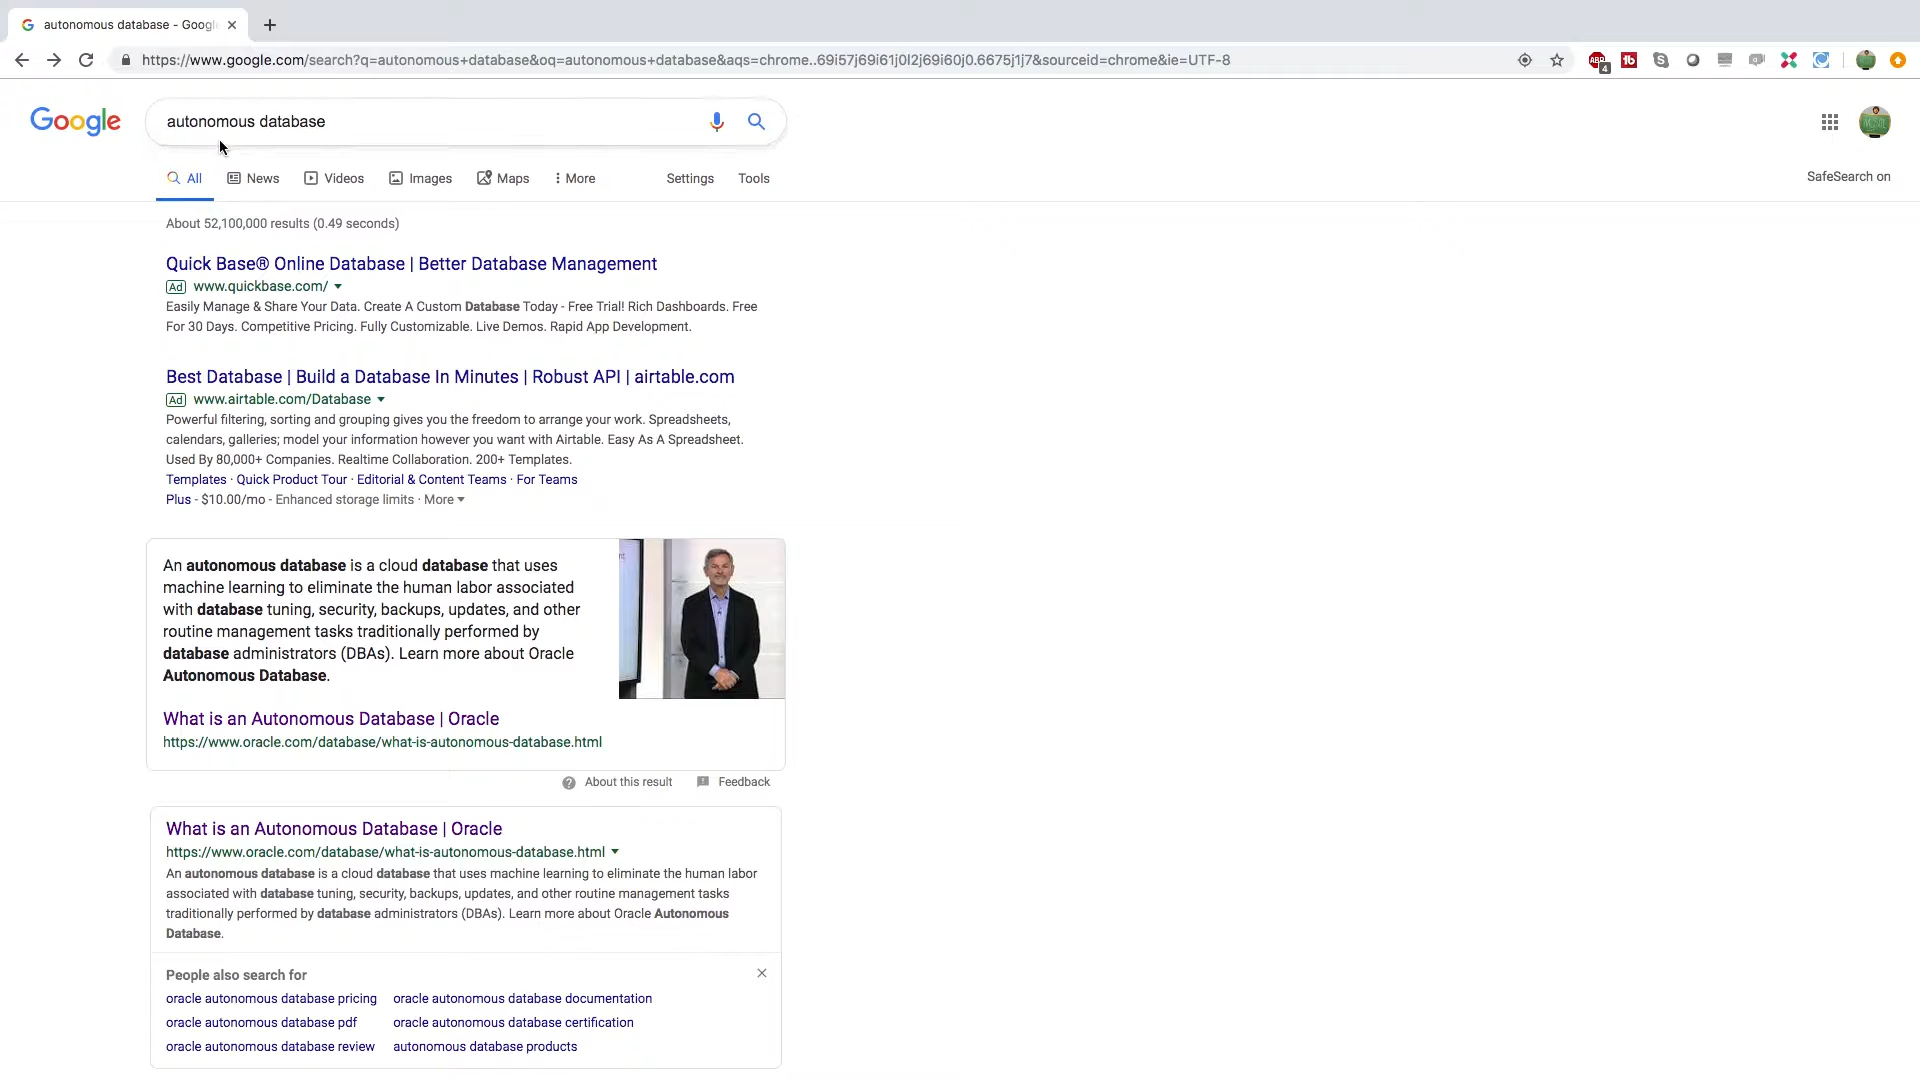 autonomous database - Googl
https://www.google.com/search?q=autonomous+database&oq=autonomous+database&aqs=chrome..69i57j69i61j0l2j69i60j0.6675j1j7&sourceid=chrome&ie=UTF-8
ABP
4
tb
Google
autonomous database
All
News
Videos
Images
Maps
More
Settings
Tools
SafeSearch on
About 52,100,000 results (0.49 seconds)
Quick Base® Online Database | Better Database Management
Ad www.quickbase.com/
Easily Manage & Share Your Data. Create A Custom Database Today - Free Trial! Rich Dashboards. Free
For 30 Days. Competitive Pricing. Fully Customizable. Live Demos. Rapid App Development.
Best Database | Build a Database In Minutes | Robust API | airtable.com
Ad www.airtable.com/Database
Powerful filtering, sorting and grouping gives you the freedom to arrange your work. Spreadsheets,
calendars, galleries; model your information however you want with Airtable. Easy As A Spreadsheet.
Used By 80,000+ Companies. Realtime Collaboration. 200+ Templates.
Templates · Quick Product Tour · Editorial & Content Teams · For Teams
Plus - $10.00/mo - Enhanced storage limits · More
An autonomous database is a cloud database that uses
machine learning to eliminate the human labor associated
with database tuning, security, backups, updates, and other
routine management tasks traditionally performed by
database administrators (DBAs). Learn more about Oracle
Autonomous Database.
What is an Autonomous Database | Oracle
https://www.oracle.com/database/what-is-autonomous-database.html
About this result
Feedback
What is an Autonomous Database | Oracle
https://www.oracle.com/database/what-is-autonomous-database.html
An autonomous database is a cloud database that uses machine learning to eliminate the human labor
associated with database tuning, security, backups, updates, and other routine management tasks
traditionally performed by database administrators (DBAs). Learn more about Oracle Autonomous
Database.
People also search for
oracle autonomous database pricing
oracle autonomous database documentation
oracle autonomous database pdf
oracle autonomous database certification
oracle autonomous database review
autonomous database products